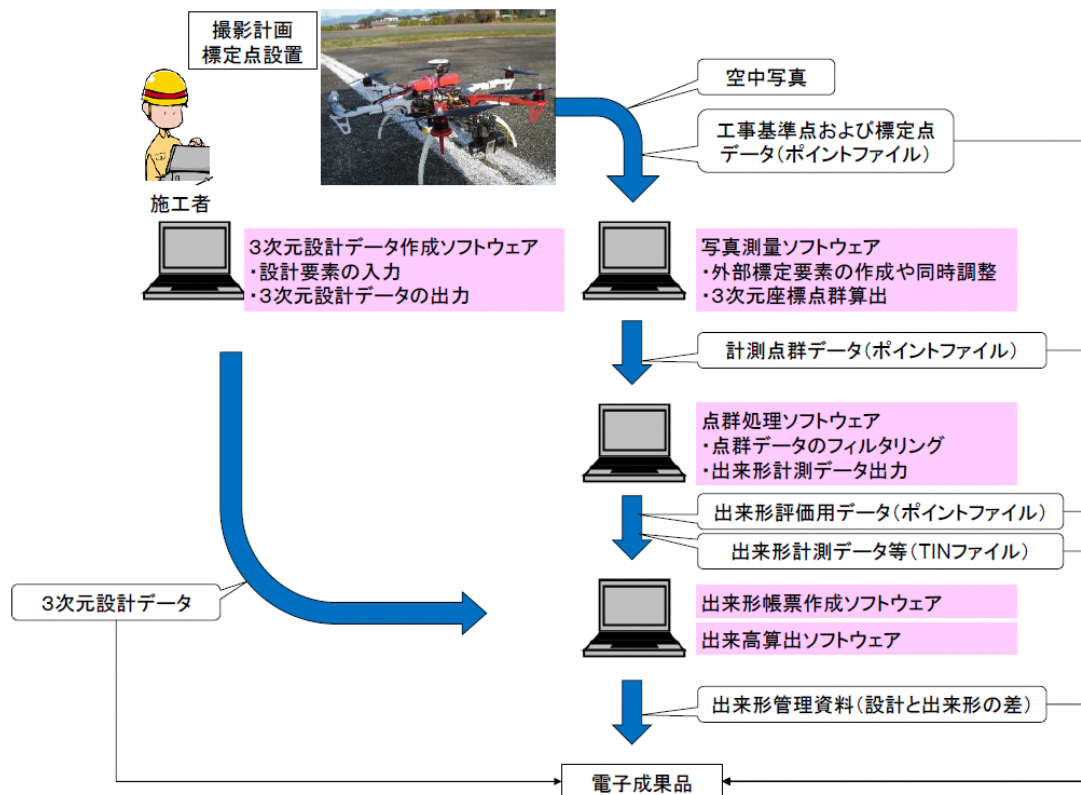 撮影計画
標定点設置
空中写真
工事基準点および標定点
データ(ポイントファイル)
施工者
3次元設計データ作成ソフトウェア
・設計要素の入力
・3次元設計データの出力
写真測量ソフトウェア
・外部標定要素の作成や同時調整
・3次元座標点群算出
計測点群データ(ポイントファイル)
点群処理ソフトウェア
・点群データのフィルタリング
・出来形計測データ出力
出来形評価用データ(ポイントファイル)
出来形計測データ等(TINファイル)
3次元設計データ
出来形帳票作成ソフトウェア
出来高算出ソフトウェア
出来形管理資料(設計と出来形の差)
電子成果品